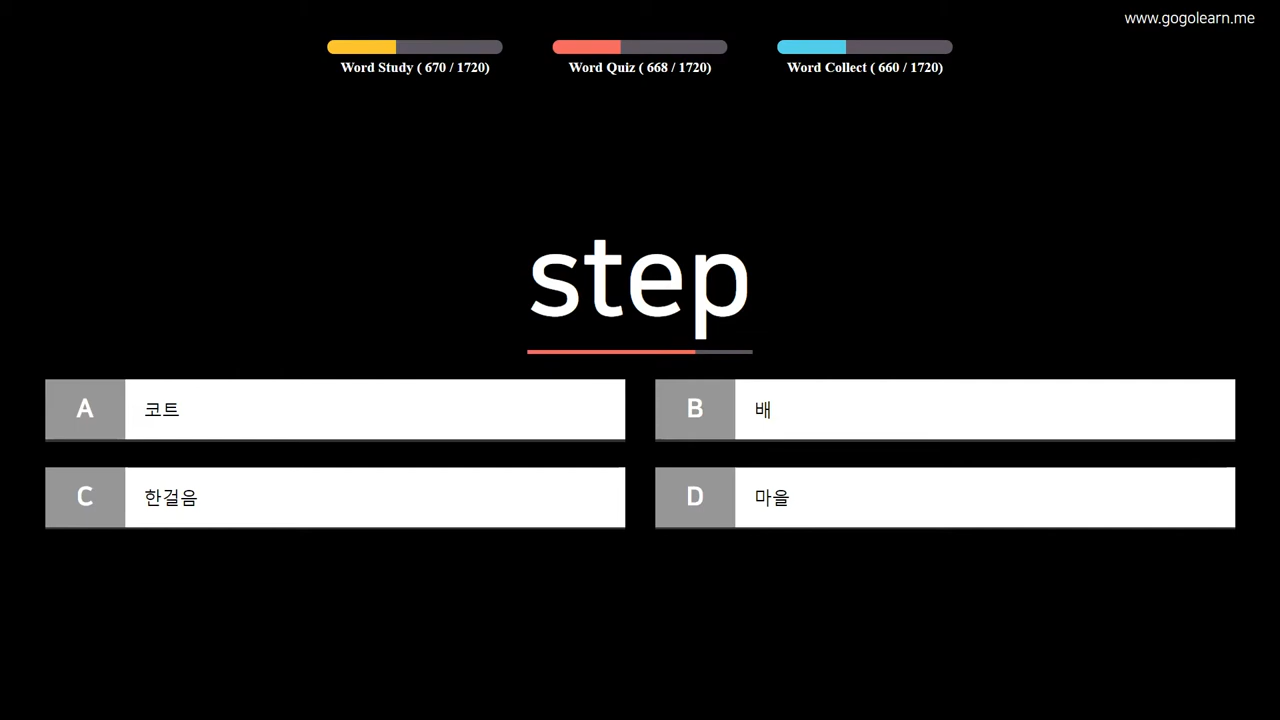 www.gogolearn.me
Word Study ( 670 / 1720)
Word Quiz ( 668 / 1720)
Word Collect ( 660 / 1720)
step
A 코트
B 배
C 한걸음
D 마을